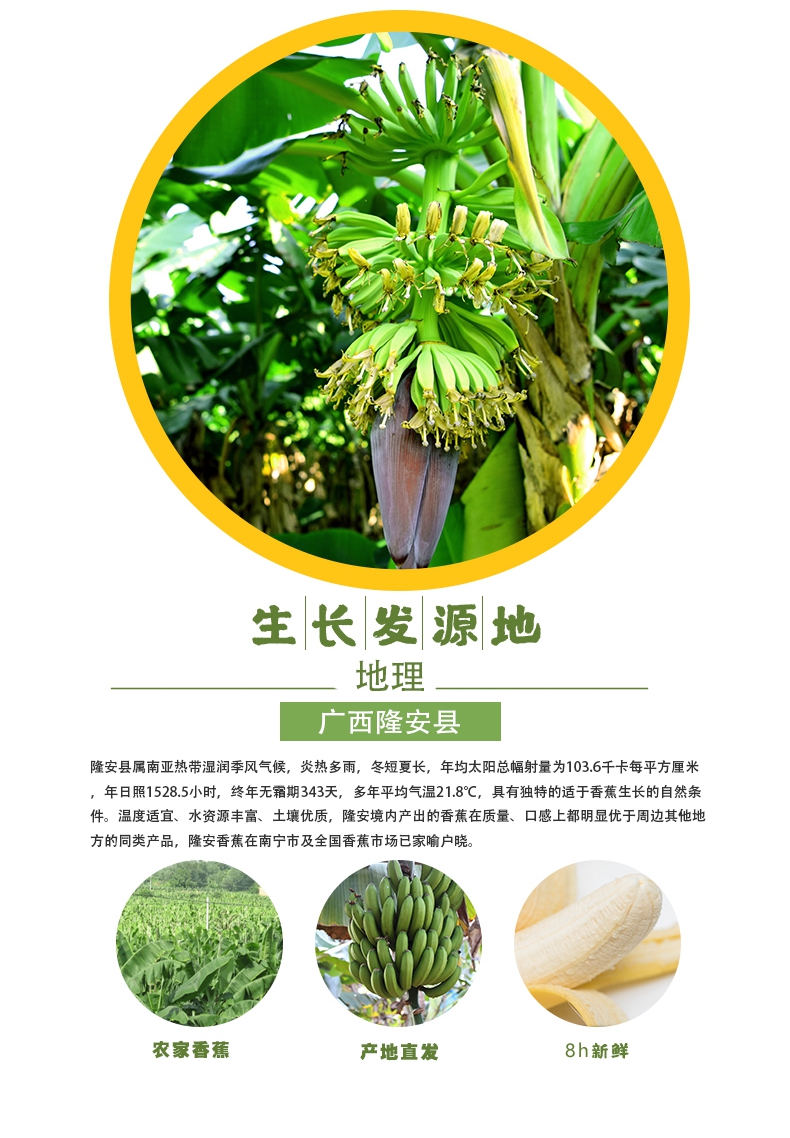 生长发源地
地理
广西隆安县
隆安县属南亚热带湿润季风气候，炎热多雨，冬短夏长，年均太阳总幅射量为103.6千卡每平方厘米
，年日照1528.5小时，终年无霜期343天，多年平均气温21.8℃，具有独特的适于香蕉生长的自然条
件。温度适宜、水资源丰富、土壤优质，隆安境内产出的香蕉在质量、口感上都明显优于周边其他地
方的同类产品，隆安香蕉在南宁市及全国香蕉市场已家喻户晓。
农家香蕉
产地直发
8h新鲜